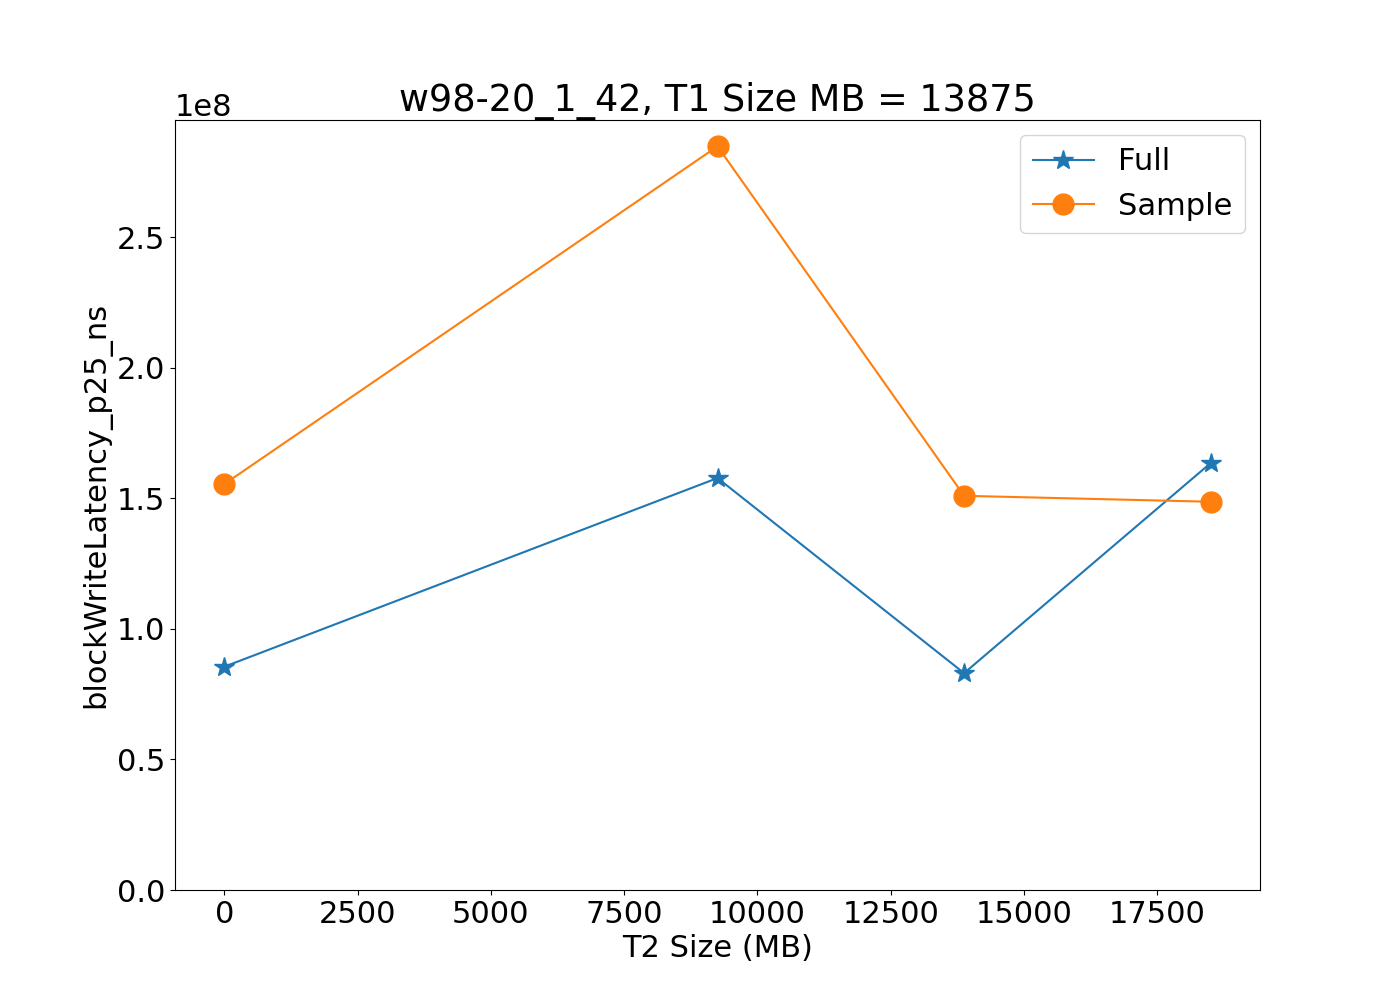 w98-20_1_42, T1 Size MB = 13875
1e8
Full
Sample
blockWriteLatency_p25_ns
2.5
2.0
1.5
1.0
0.5
0.0
0 2500 5000 7500 10000 12500 15000 17500
T2 Size (MB)